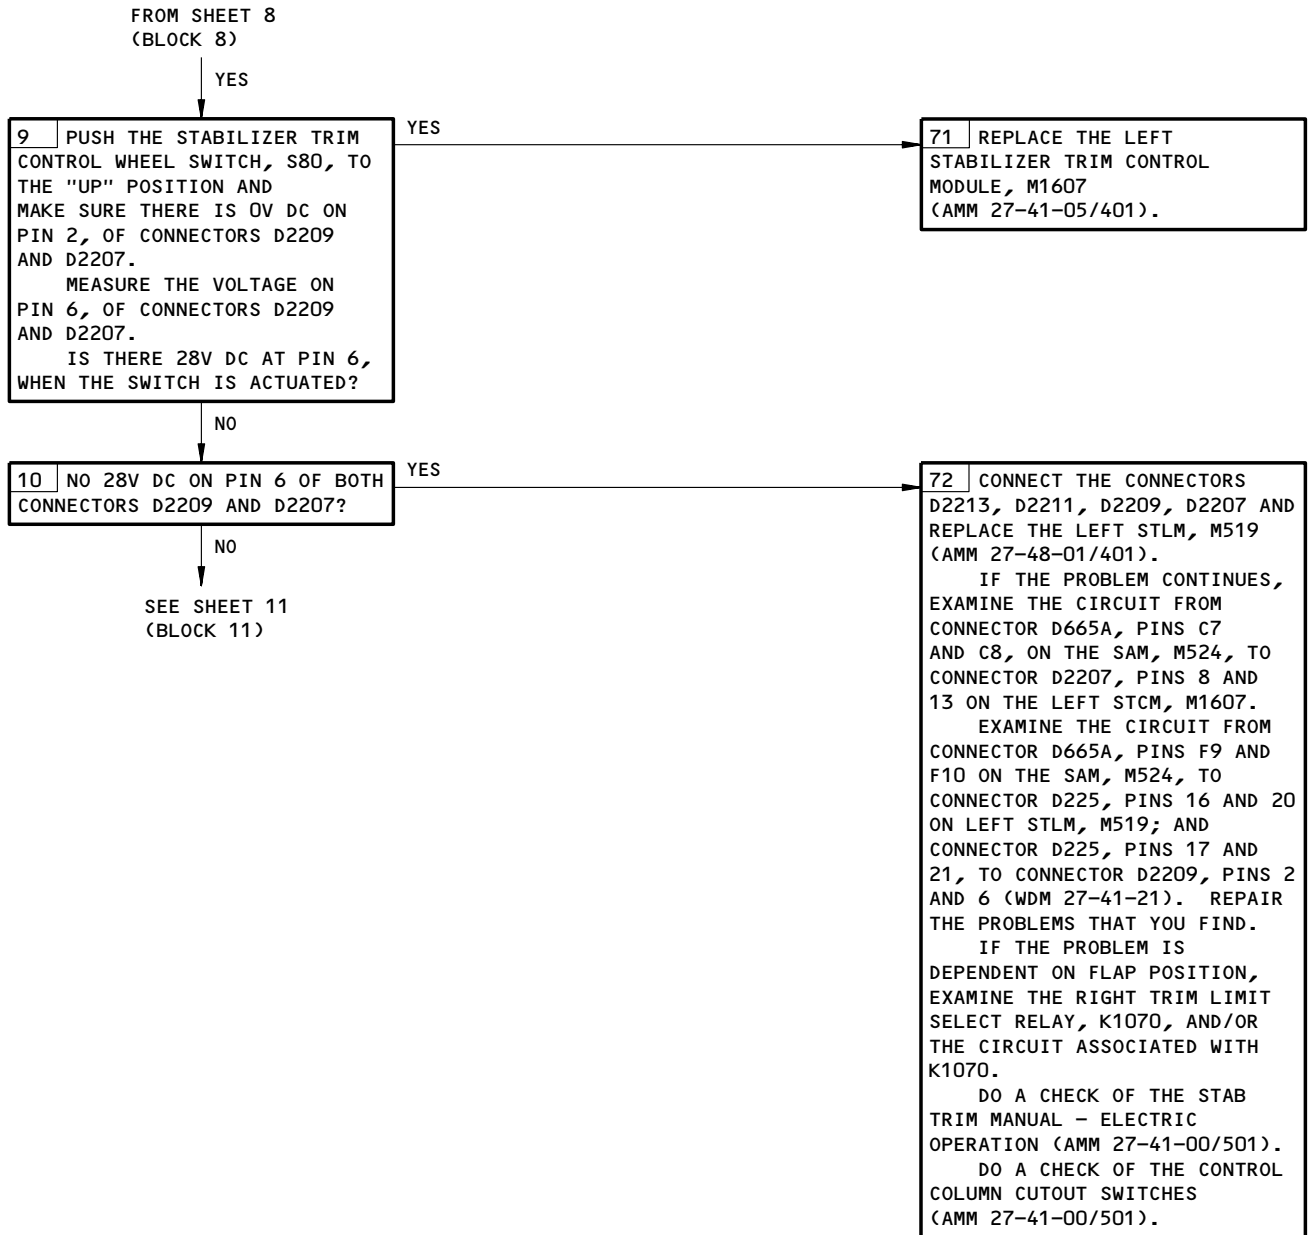 FROM SHEET 8
(BLOCK 8)
YES
9 PUSH THE STABILIZER TRIM
CONTROL WHEEL SWITCH, S80, TO
THE "UP" POSITION AND
MAKE SURE THERE IS 0V DC ON
PIN 2, OF CONNECTORS D2209
AND D2207.
MEASURE THE VOLTAGE ON
PIN 6, OF CONNECTORS D2209
AND D2207.
IS THERE 28V DC AT PIN 6,
WHEN THE SWITCH IS ACTUATED?
YES
71 REPLACE THE LEFT
STABILIZER TRIM CONTROL
MODULE, M1607
(AMM 27-41-05/401).
NO
10 NO 28V DC ON PIN 6 OF BOTH
CONNECTORS D2209 AND D2207?
YES
72 CONNECT THE CONNECTORS
D2213, D2211, D2209, D2207 AND
REPLACE THE LEFT STLM, M519
(AMM 27-48-01/401).
IF THE PROBLEM CONTINUES,
EXAMINE THE CIRCUIT FROM
CONNECTOR D665A, PINS C7
AND C8, ON THE SAM, M524, TO
CONNECTOR D2207, PINS 8 AND
13 ON THE LEFT STCM, M1607.
EXAMINE THE CIRCUIT FROM
CONNECTOR D665A, PINS F9 AND
F10 ON THE SAM, M524, TO
CONNECTOR D225, PINS 16 AND 20
ON LEFT STLM, M519; AND
CONNECTOR D225, PINS 17 AND
21, TO CONNECTOR D2209, PINS 2
AND 6 (WDM 27-41-21). REPAIR
THE PROBLEMS THAT YOU FIND.
IF THE PROBLEM IS
DEPENDENT ON FLAP POSITION,
EXAMINE THE RIGHT TRIM LIMIT
SELECT RELAY, K1070, AND/OR
THE CIRCUIT ASSOCIATED WITH
K1070.
DO A CHECK OF THE STAB
TRIM MANUAL - ELECTRIC
OPERATION (AMM 27-41-00/501).
DO A CHECK OF THE CONTROL
COLUMN CUTOUT SWITCHES
(AMM 27-41-00/501).
NO
SEE SHEET 11
(BLOCK 11)